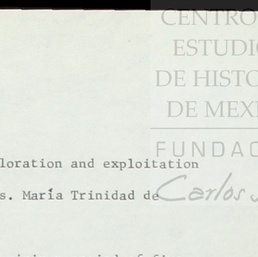 CENTRO
ESTUDIO
DE HISTO
DE MEX
FUNDAC
Carlos
loration and exploitation
s. María Trinidad de